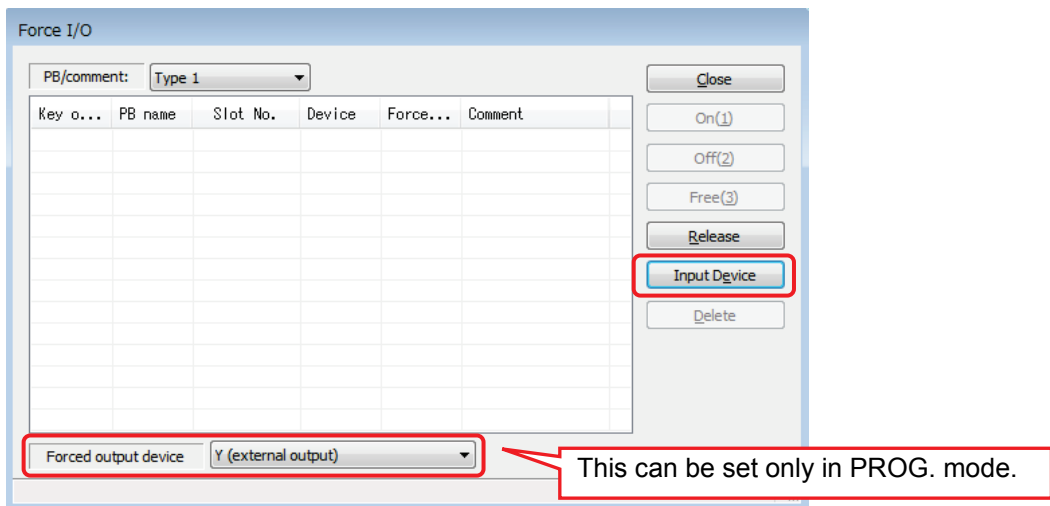 Force I/O
PB/comment: Type 1
Close
Key o... PB name Slot No. Device Force... Comment
On(1)
Off(2)
Free(3)
Release
Input Device
Delete
Forced output device Y (external output)
This can be set only in PROG. mode.